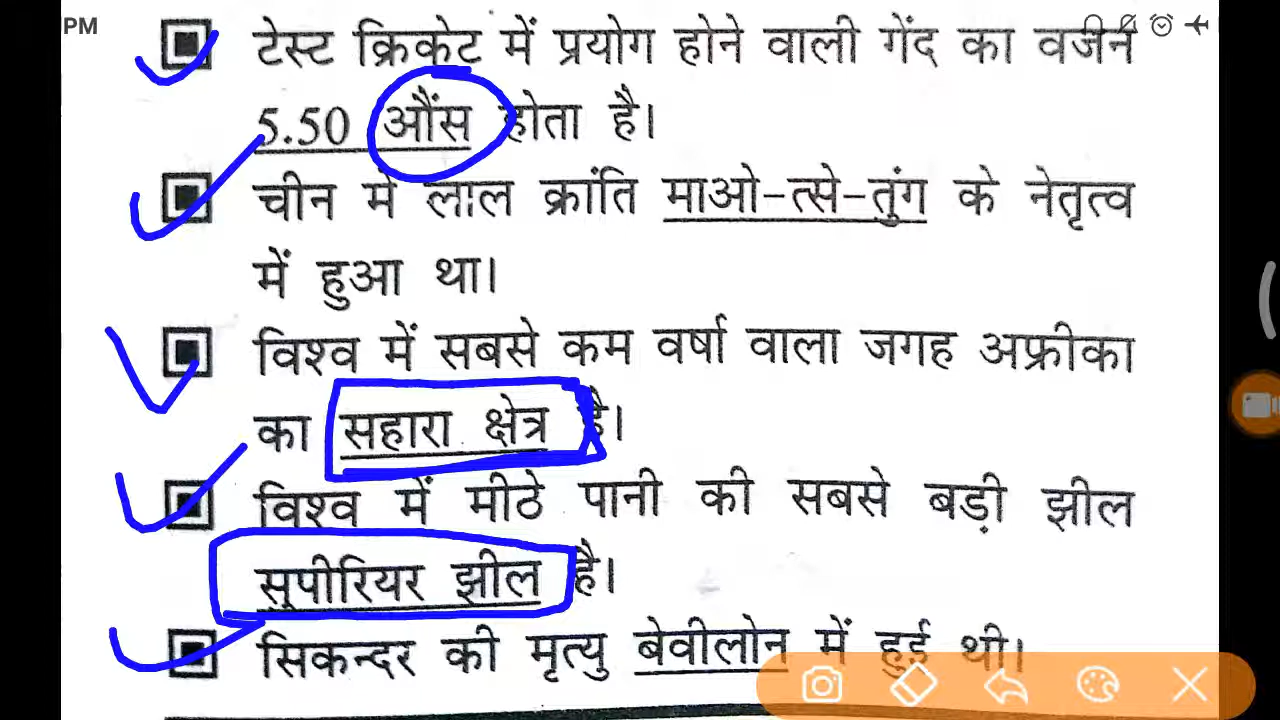 PM
टेस्ट क्रिकेट में प्रयोग होने वाली गेंद का वजन
5.50 औंस होता है।
चीन में लाल क्रांति माओ-त्से-तुंग के नेतृत्व
में हुआ था।
विश्व में सबसे कम वर्षा वाला जगह अफ्रीका
का सहारा क्षेत्र है।
विश्व में मीठे पानी की सबसे बड़ी झील
सुपीरियर झील है।
सिकन्दर की मृत्यु बेवीलोन में हुई थी।